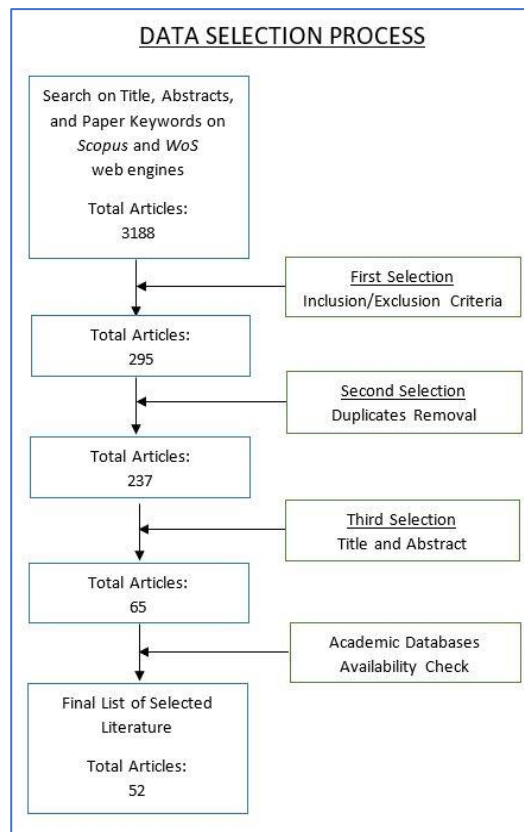 DATA SELECTION PROCESS
Search on Title, Abstracts,
and Paper Keywords on
Scopus and WoS
web engines
Total Articles:
3188
First Selection
Inclusion/Exclusion Criteria
Total Articles:
295
Second Selection
Duplicates Removal
Total Articles:
237
Third Selection
Title and Abstract
Total Articles:
65
Academic Databases
Availability Check
Final List of Selected
Literature
Total Articles:
52